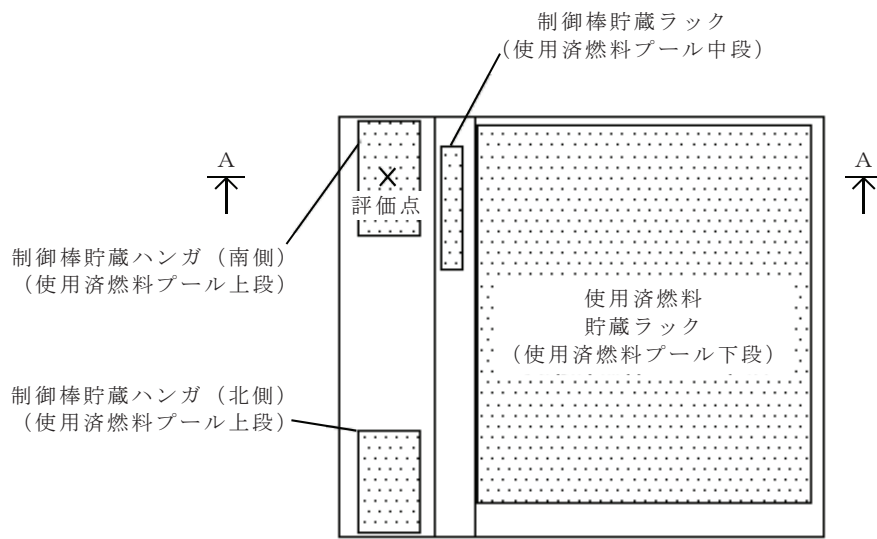 制御棒貯蔵ラック
(使用済燃料プール中段)
A
A
評価点
制御棒貯蔵ハンガ(南側)
(使用済燃料プール上段)
使用済燃料
貯蔵ラック
(使用済燃料プール下段)
制御棒貯蔵ハンガ(北側)
(使用済燃料プール上段)